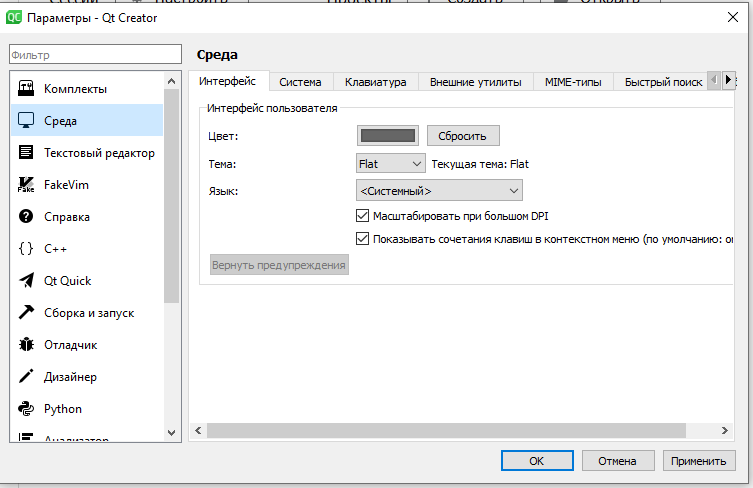 Параметры - Qt Creator
Фильтр
Комплекты
Среда
Текстовый редактор
FakeVim
Справка
C++
Qt Quick
Сборка и запуск
Отладчик
Дизайнер
Python
Среда
Интерфейс Система Клавиатура Внешние утилиты MIME-типы Быстрый поиск
Интерфейс пользователя
Цвет: Сбросить
Тема: Flat Текущая тема: Flat
Язык: <Системный>
Масштабировать при большом DPI
Показывать сочетания клавиш в контекстном меню (по умолчанию:
Вернуть предупреждения
OK Отмена Применить